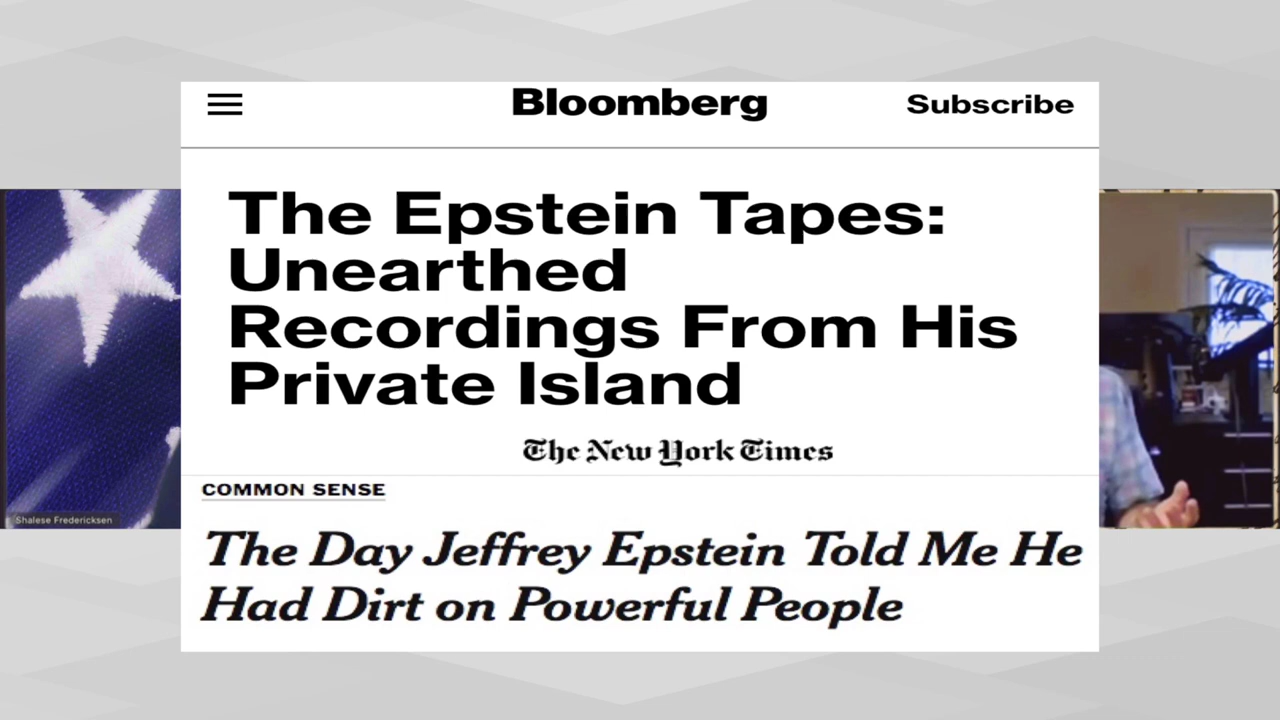 Bloomberg
Subscribe
The Epstein Tapes:
Unearthed
Recordings From His
Private Island
The New York Times
COMMON SENSE
The Day Jeffrey Epstein Told Me He
Had Dirt on Powerful People
Shalese Fredericksen